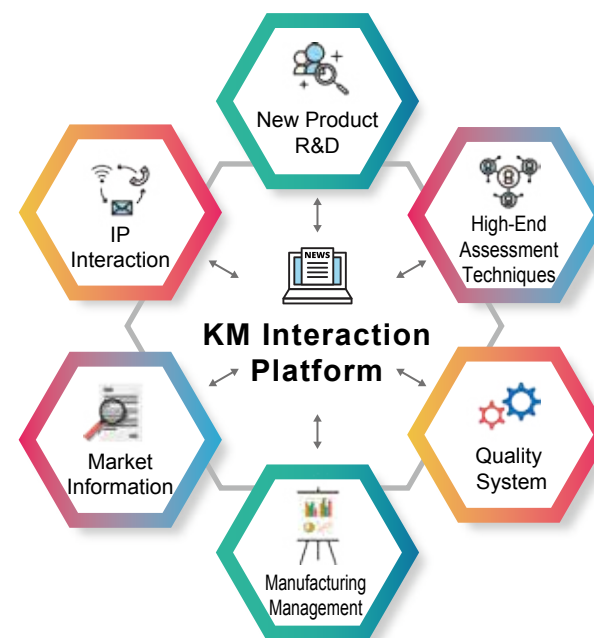 New Product
R&D
IP
Interaction
High-End
Assessment
Techniques
NEWS
KM Interaction
Platform
Market
Information
Quality
System
Manufacturing
Management